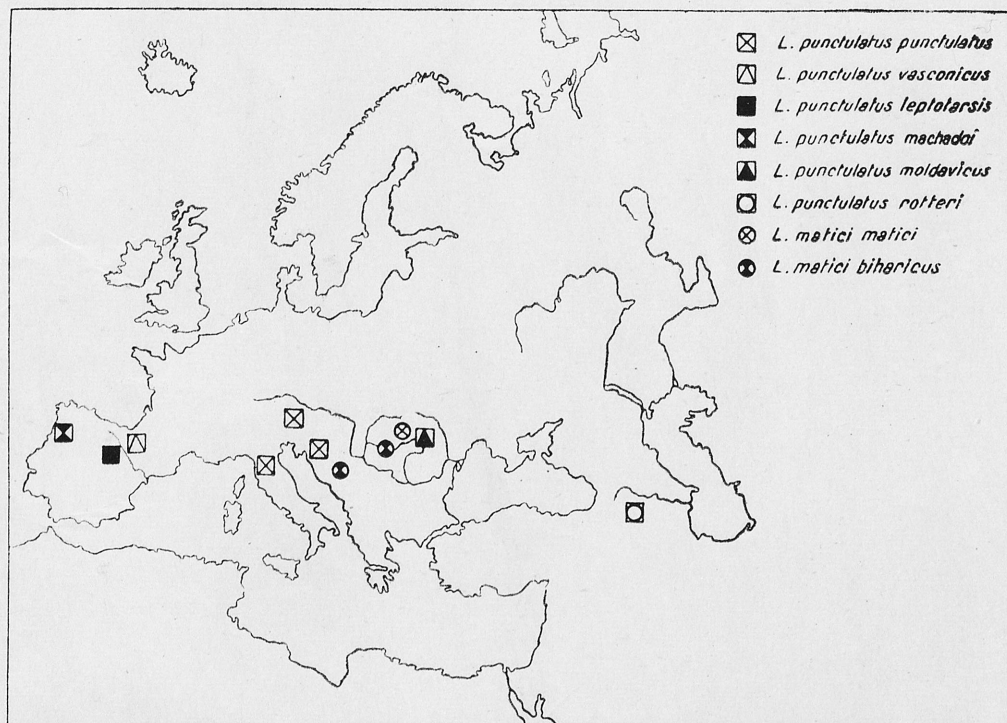 L. punctulatus punctulatus
L. punctulatus vasconicus
L. punctulatus leptotarsis
L. punctulatus machadoi
L. punctulatus moldavicus
L. punctulatus rotteri
L. matici matici
L. matici biharicus